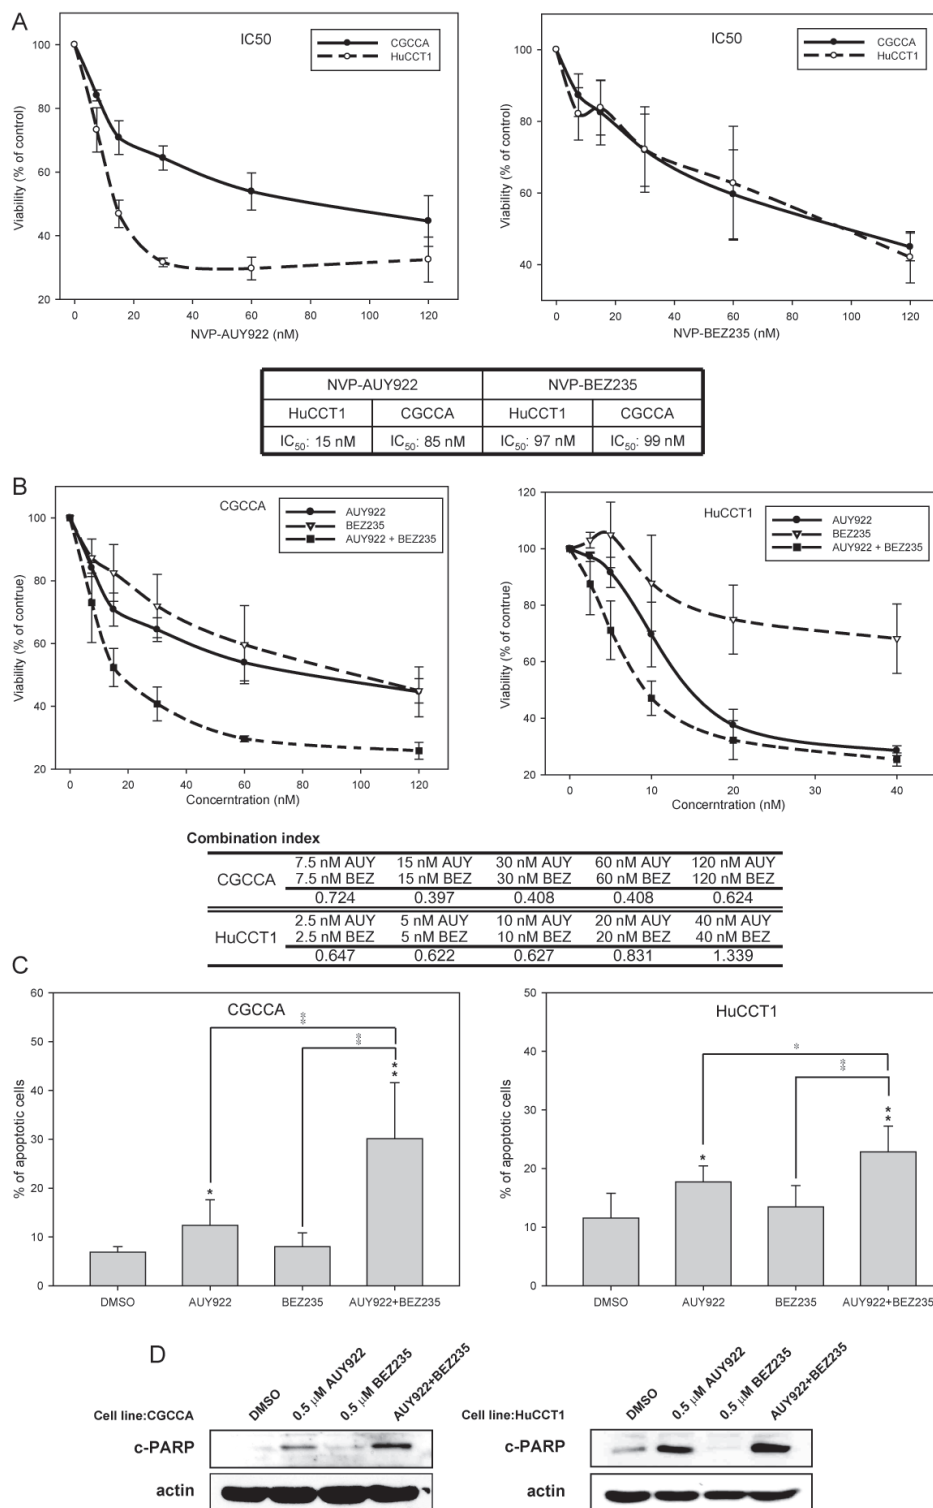 A
IC50
CGCCA
HuCCT1
100
80
60
40
20
Viability (% of control)
0 20 40 60 80 100 120
NVP-AUY922 (nM)
IC50
CGCCA
HuCCT1
100
80
60
40
Viability (% of control)
0 20 40 60 80 100 120
NVP-BEZ235 (nM)
NVP-AUY922 NVP-BEZ235
HuCCT1 CGCCA HuCCT1 CGCCA
IC50: 15 nM IC50: 85 nM IC50: 97 nM IC50: 99 nM
B
CGCCA
AUY922
BEZ235
AUY922 + BEZ235
100
80
60
40
20
Viability (% of contrue)
0 20 40 60 80 100 120
Concerntration (nM)
HuCCT1
AUY922
BEZ235
AUY922 + BEZ235
120
100
80
60
40
20
Viability (% of contrue)
0 10 20 30 40
Concerntration (nM)
Combination index
CGCCA
7.5 nM AUY 15 nM AUY 30 nM AUY 60 nM AUY 120 nM AUY
7.5 nM BEZ 15 nM BEZ 30 nM BEZ 60 nM BEZ 120 nM BEZ
0.724 0.397 0.408 0.408 0.624
HuCCT1
2.5 nM AUY 5 nM AUY 10 nM AUY 20 nM AUY 40 nM AUY
2.5 nM BEZ 5 nM BEZ 10 nM BEZ 20 nM BEZ 40 nM BEZ
0.647 0.622 0.627 0.831 1.339
C
CGCCA
60
50
40
30
20
10
0
% of apoptotic cells
** ** * **
DMSO AUY922 BEZ235 AUY922+BEZ235
HuCCT1
50
40
30
20
10
0
% of apoptotic cells
* ** * **
DMSO AUY922 BEZ235 AUY922+BEZ235
D
Cell line:CGCCA
DMSO
0.5 μM AUY922
0.5 μM BEZ235
AUY922+BEZ235
c-PARP
actin
Cell line:HuCCT1
DMSO
0.5 μM AUY922
0.5 μM BEZ235
AUY922+BEZ235
c-PARP
actin